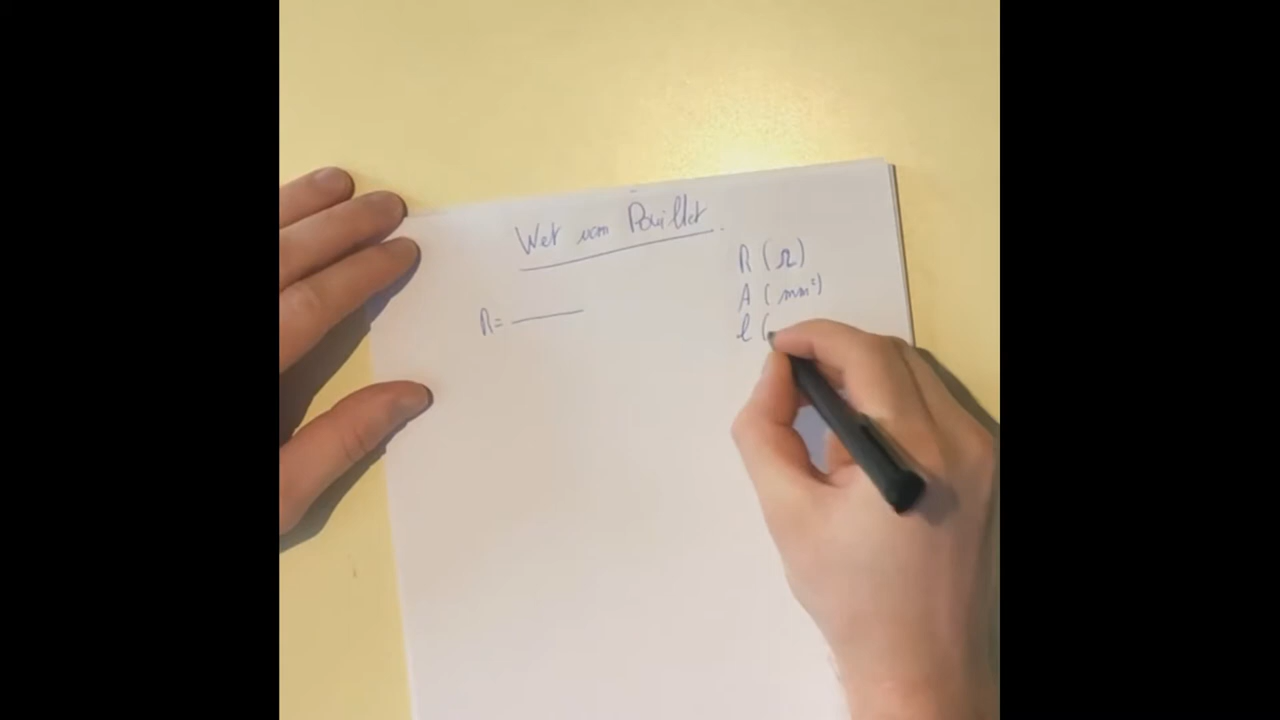 Wet van Pouillet.
R (Ω)
A (mm²)
l (
R=